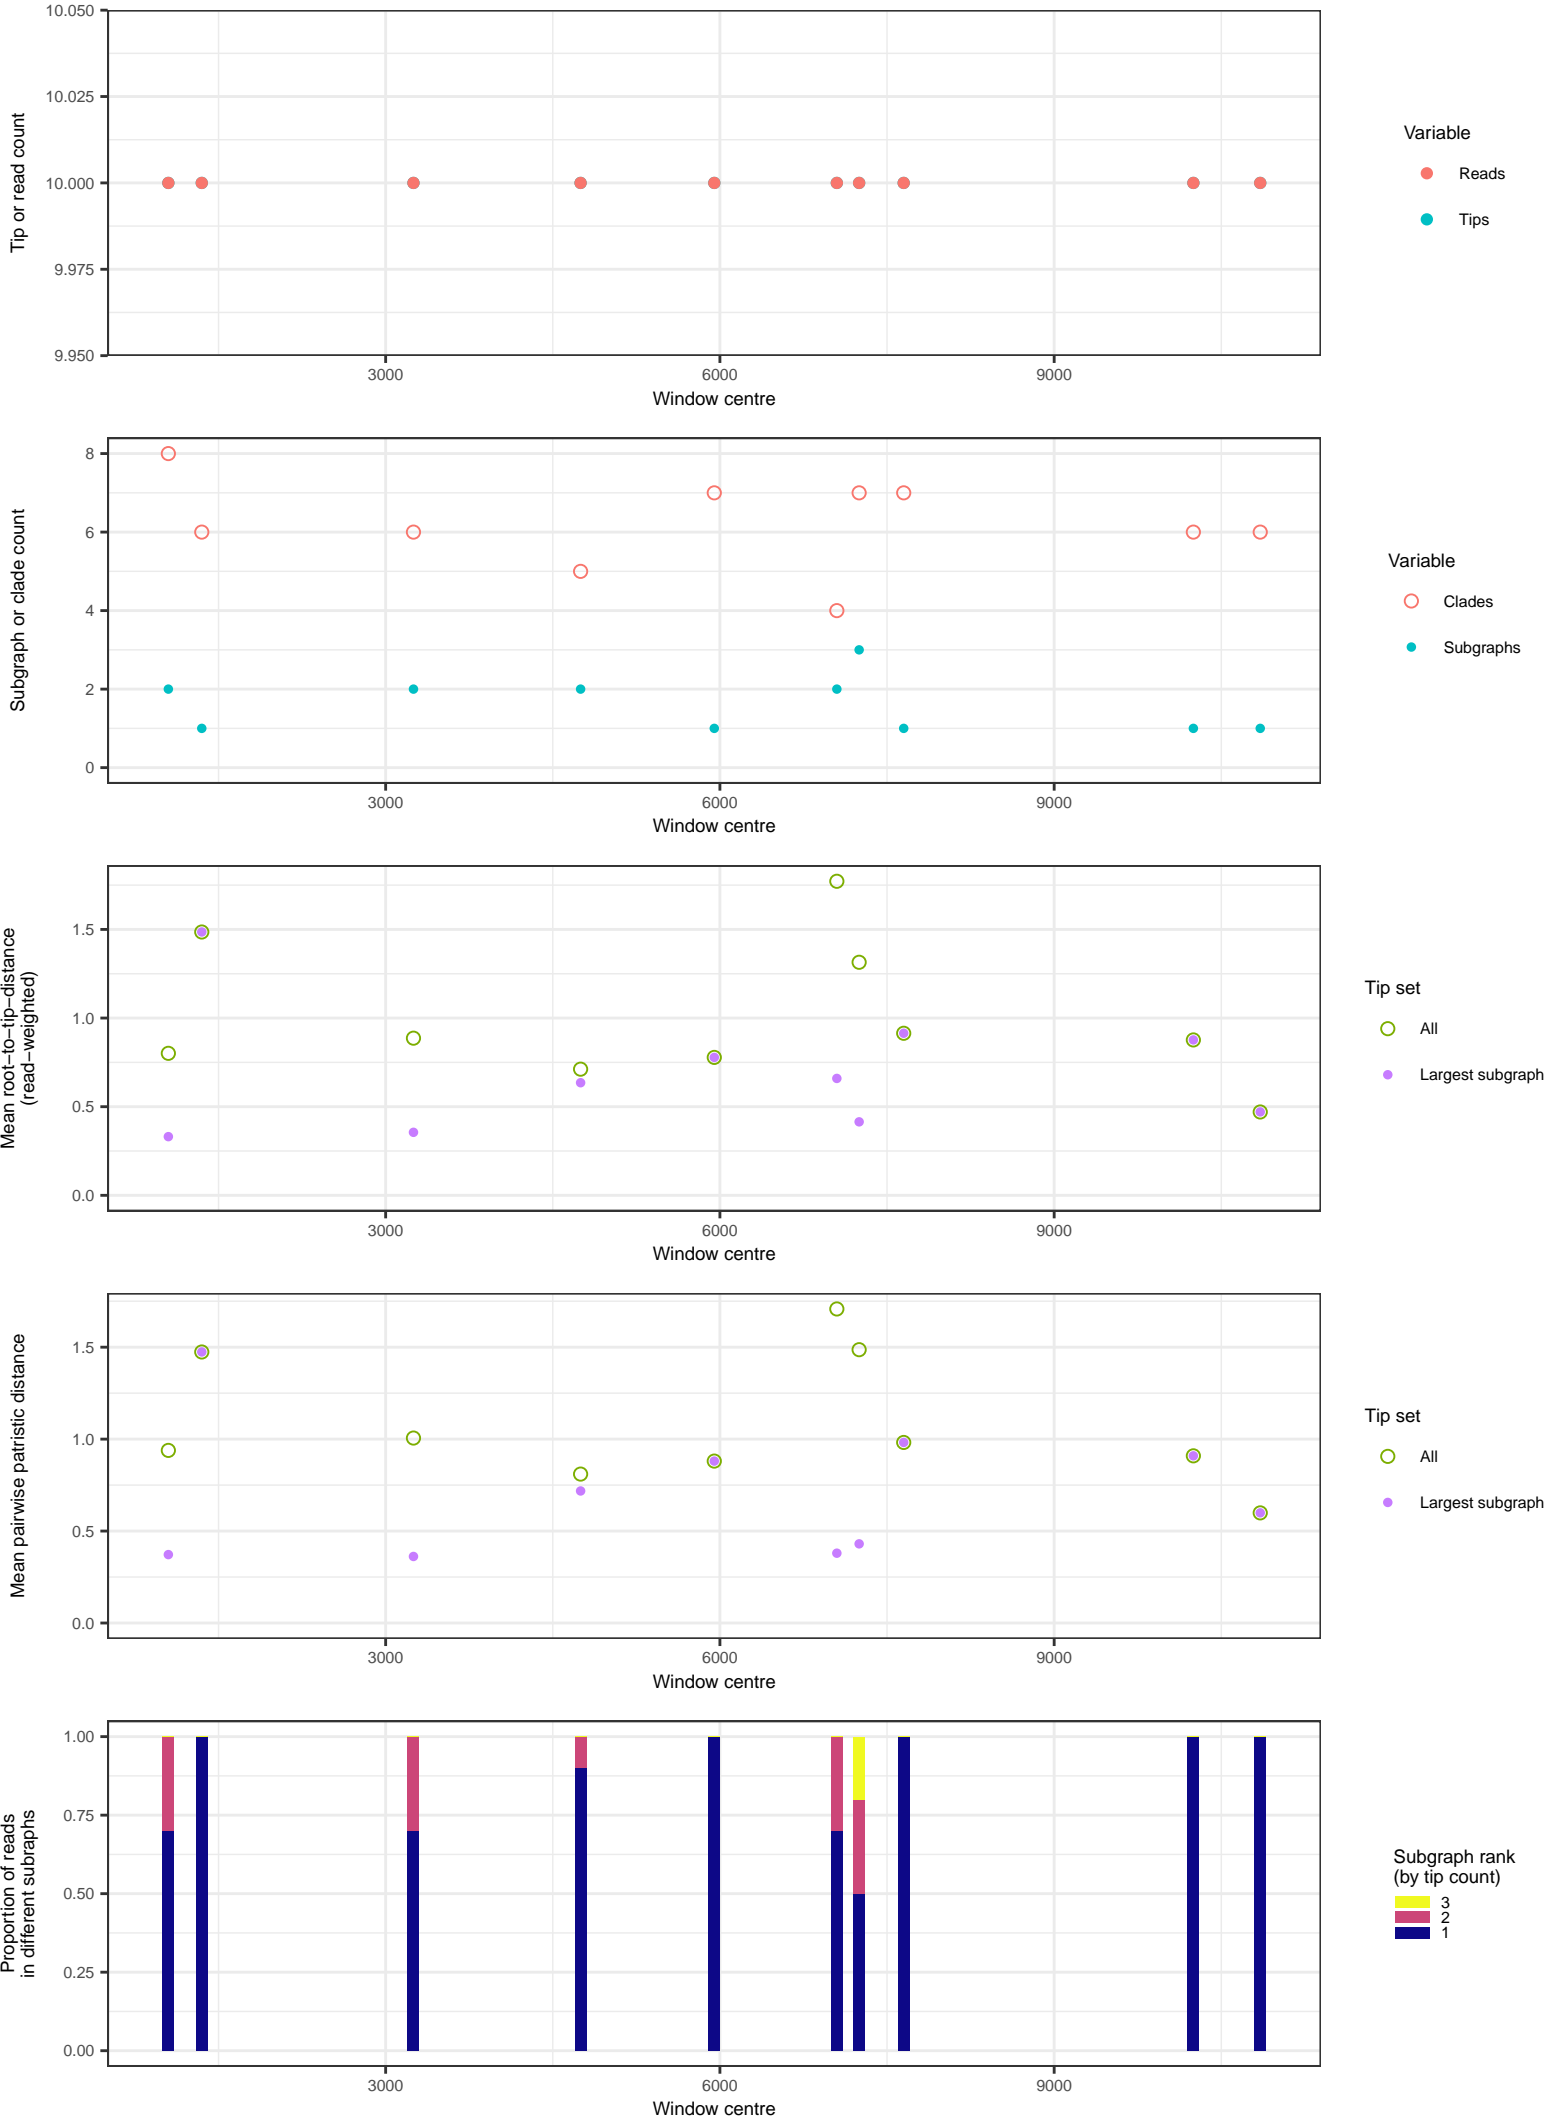 10.050
10.025
10.000
9.975
9.950
Tip or read count
3000
6000
9000
Window centre
Variable
Reads
Tips
8
6
4
2
0
Subgraph or clade count
3000
6000
9000
Window centre
Variable
Clades
Subgraphs
1.5
1.0
0.5
0.0
Mean root−to−tip−distance
(read−weighted)
3000
6000
9000
Window centre
Tip set
All
Largest subgraph
1.5
1.0
0.5
0.0
Mean pairwise patristic distance
3000
6000
9000
Window centre
Tip set
All
Largest subgraph
1.00
0.75
0.50
0.25
0.00
Proportion of reads
in different subraphs
3000
6000
9000
Window centre
Subgraph rank
(by tip count)
3
2
1